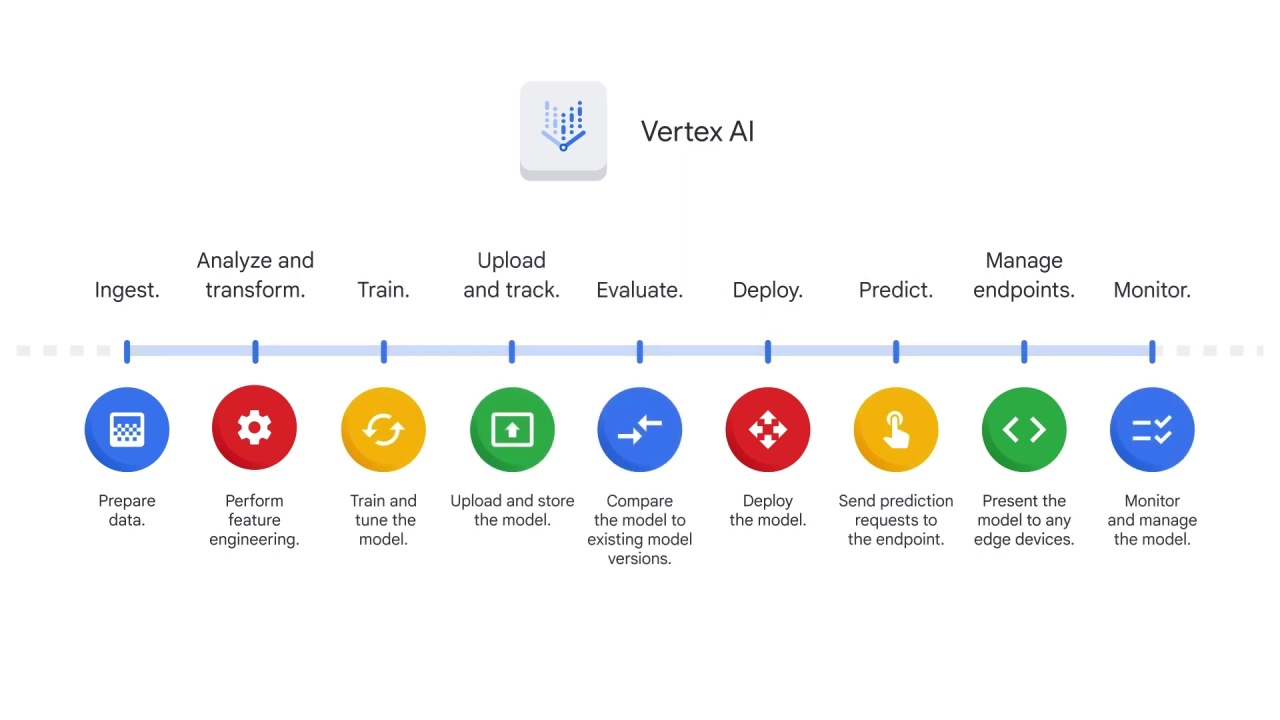 Vertex AI
Ingest.
Analyze and
transform.
Train.
Upload
and track.
Evaluate.
Deploy.
Predict.
Manage
endpoints.
Monitor.
Prepare
data.
Perform
feature
engineering.
Train and
tune the
model.
Upload and store
the model.
Compare
the model to
existing model
versions.
Deploy
the model.
Send prediction
requests to
the endpoint.
Present the
model to any
edge devices.
Monitor
and manage
the model.